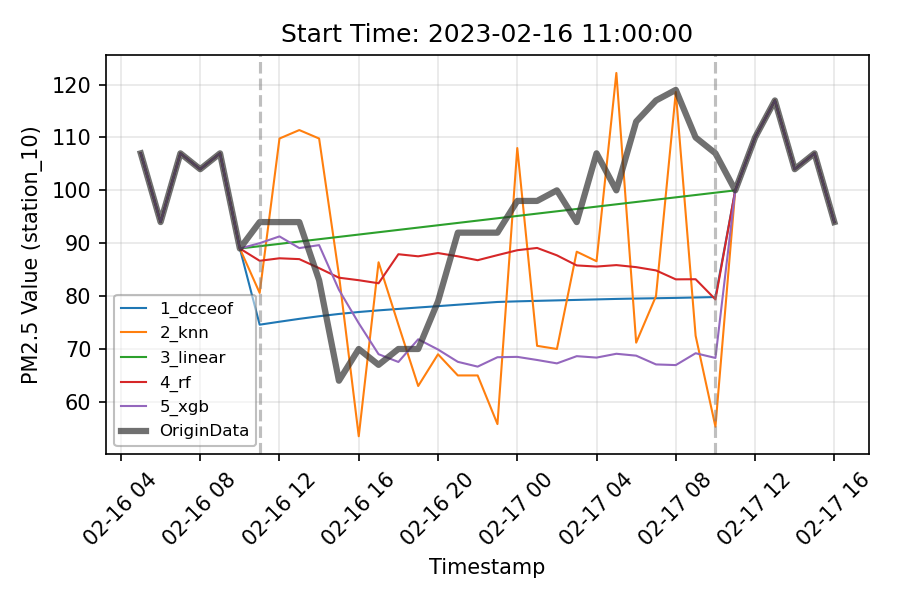 Start Time: 2023-02-16 11:00:00
PM2.5 Value (station_10)
120
110
100
90
80
70
60
1_dcceof
2_knn
3_linear
4_rf
5_xgb
OriginData
02-16 04
02-16 08
02-16 12
02-16 16
02-16 20
02-17 00
02-17 04
02-17 08
02-17 12
02-17 16
Timestamp